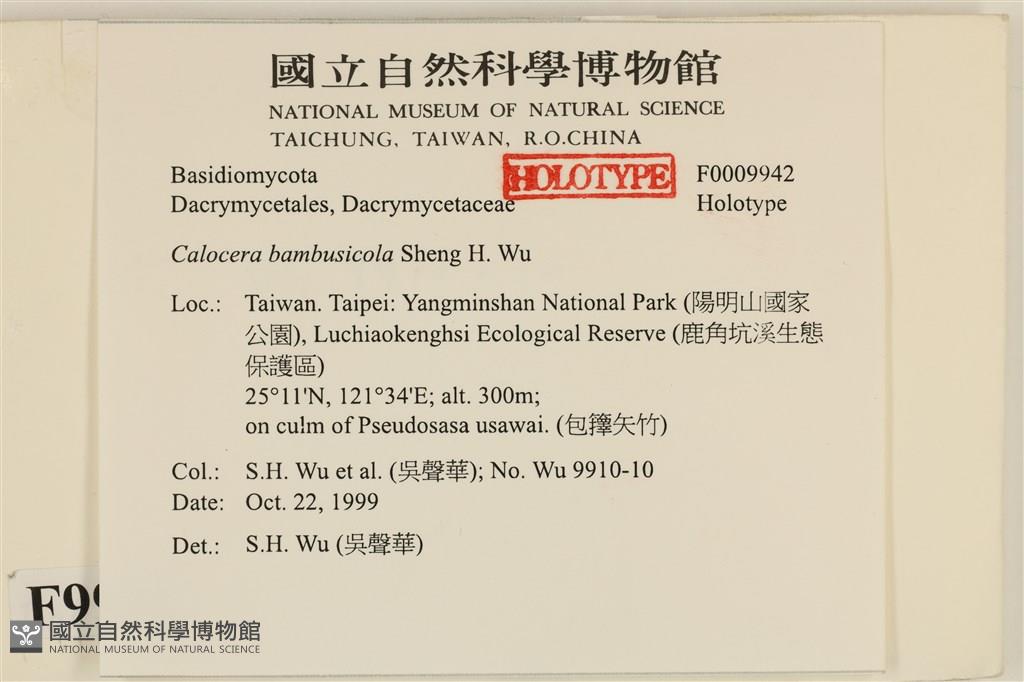 國立自然科學博物館
NATIONAL MUSEUM OF NATURAL SCIENCE
TAICHUNG, TAIWAN, R.O.CHINA
Basidiomycota HOLOTYPE F0009942
Dacrymycetales, Dacrymycetaceae Holotype
Calocera bambusicola Sheng H. Wu
Loc.: Taiwan. Taipei: Yangminshan National Park (陽明山國家
公園), Luchiaokenghsi Ecological Reserve (鹿角坑溪生態
保護區)
25°11'N, 121°34'E; alt. 300m;
on culm of Pseudosasa usawai. (包籜矢竹)
Col.: S.H. Wu et al. (吳聲華); No. Wu 9910-10
Date: Oct. 22, 1999
Det.: S.H. Wu (吳聲華)
F99
國立自然科學博物館
NATIONAL MUSEUM OF NATURAL SCIENCE